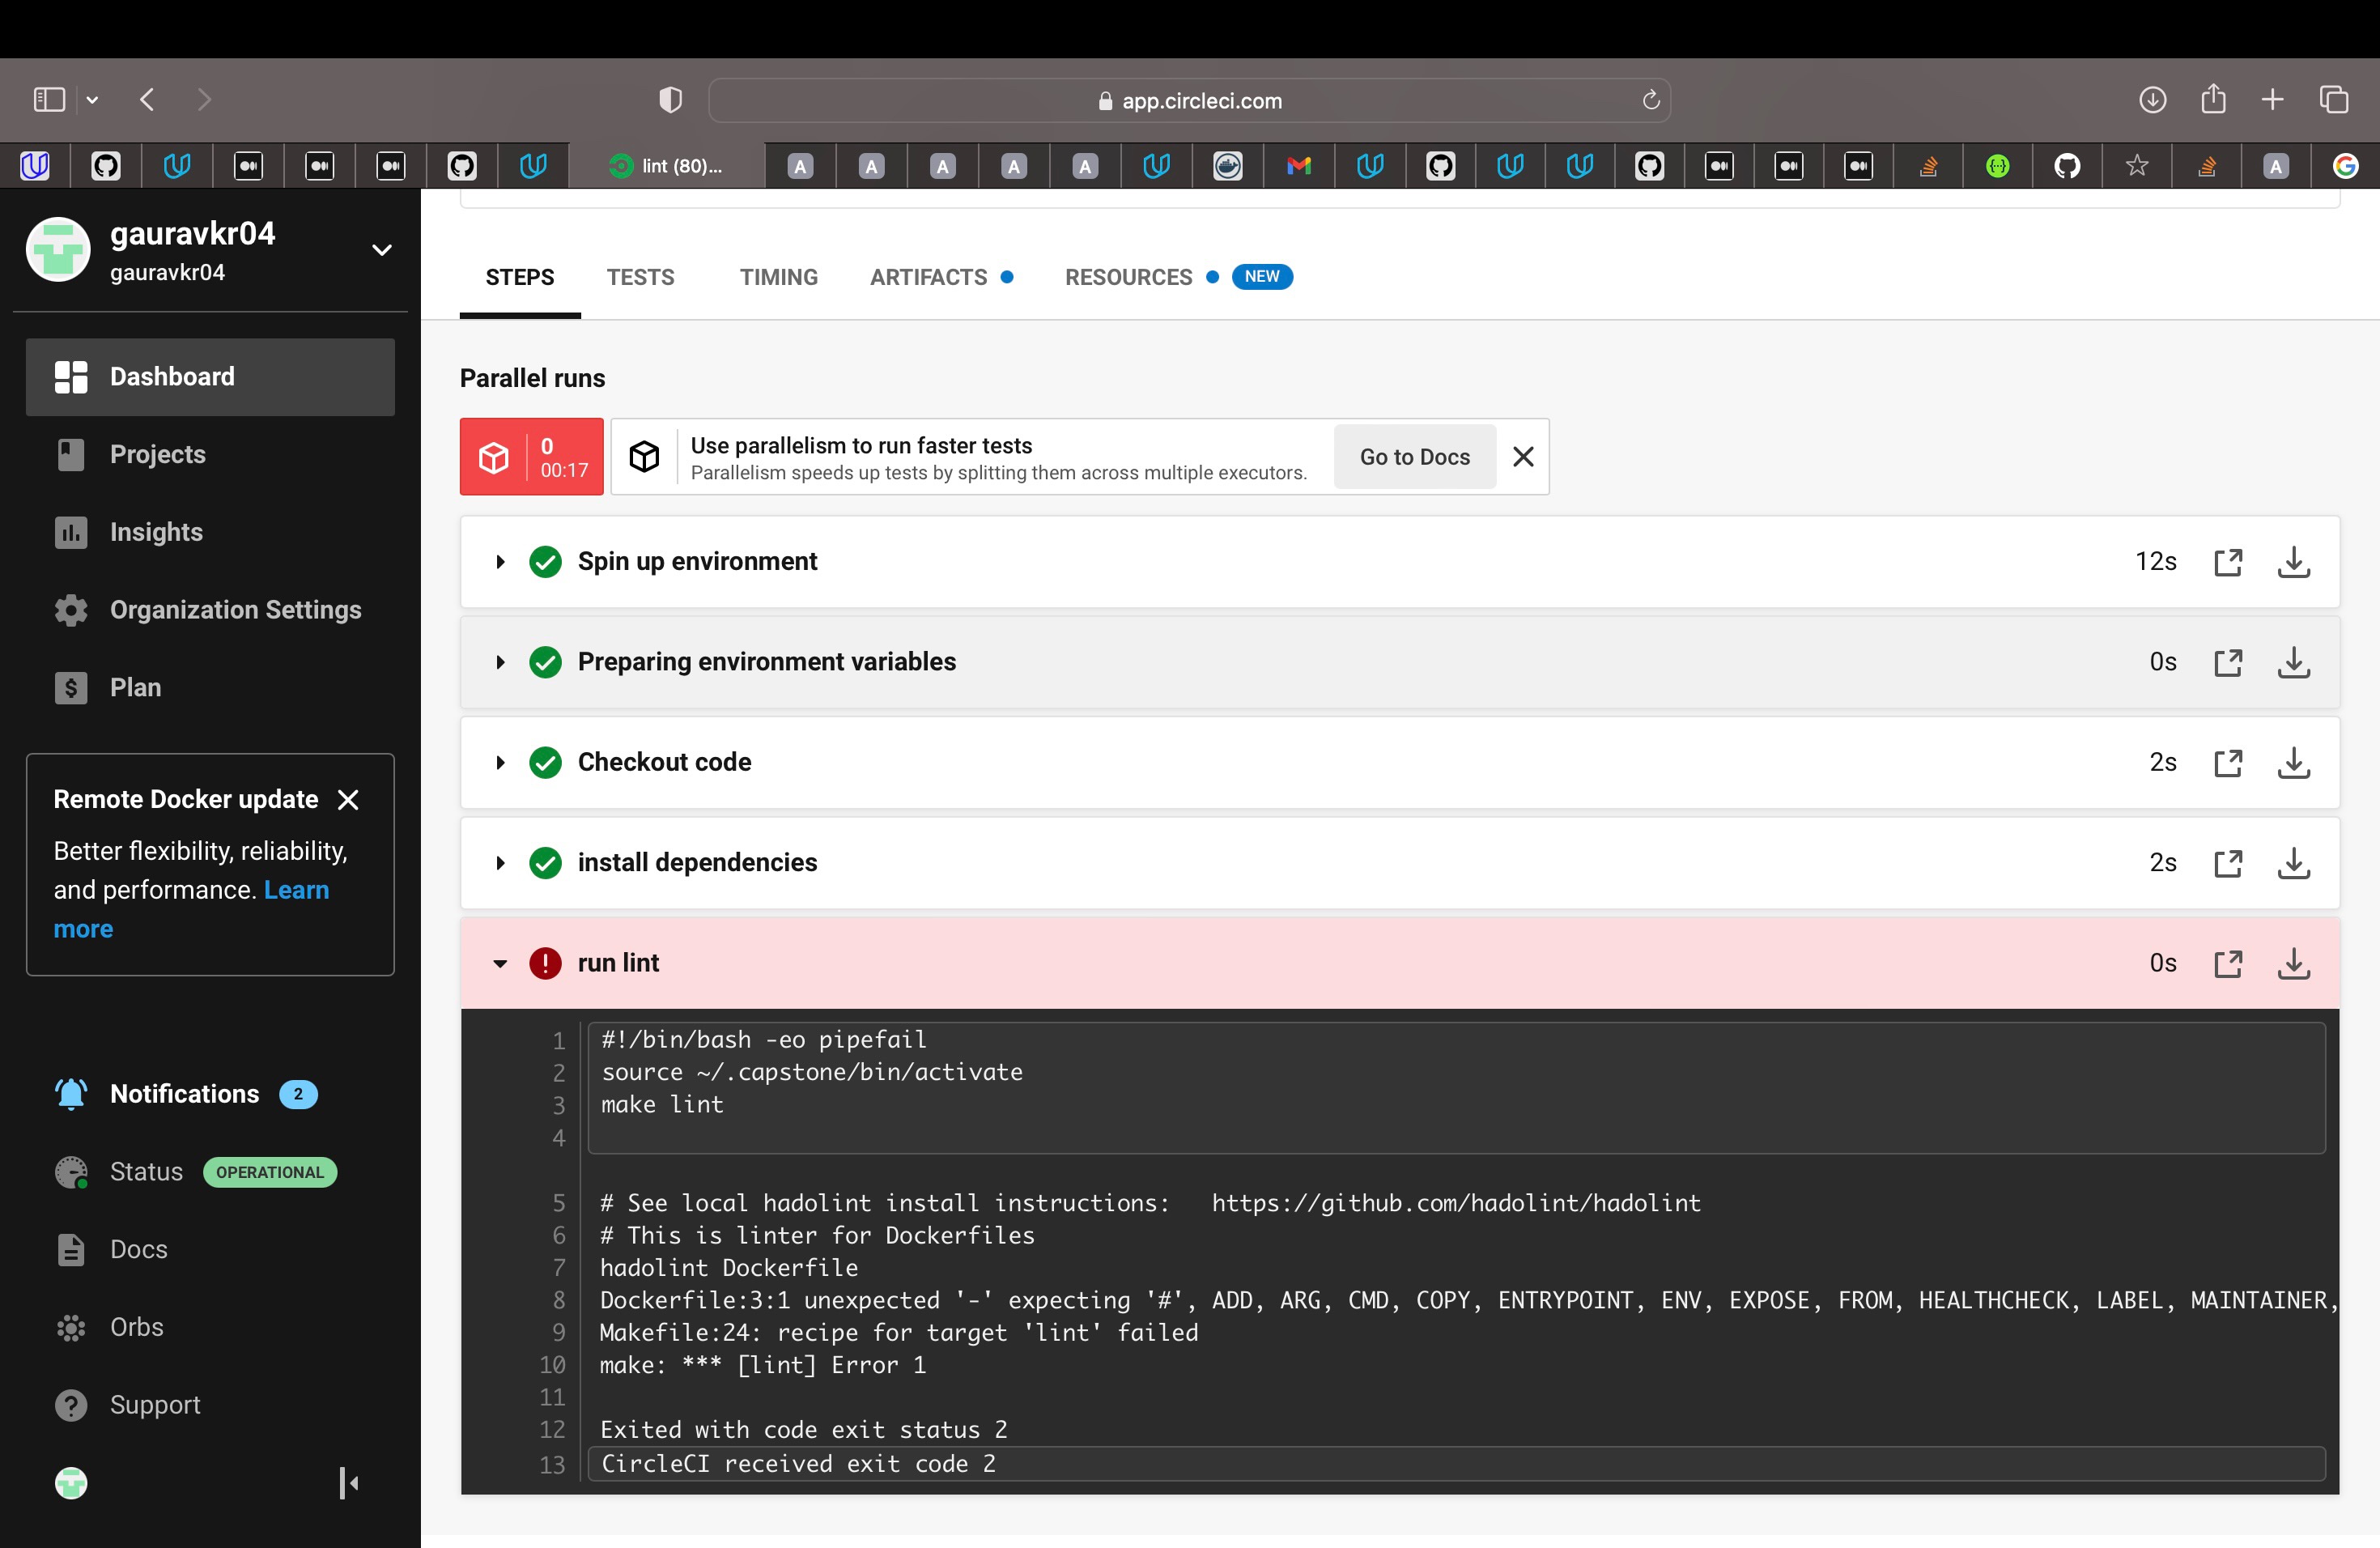 app.circleci.com
lint (80)...
gauravkr04
gauravkr04
Dashboard
Projects
Insights
Organization Settings
Plan
Remote Docker update
Better flexibility, reliability,
and performance. Learn
more
Notifications 2
Status OPERATIONAL
Docs
Orbs
Support
STEPS TESTS TIMING ARTIFACTS RESOURCES NEW
Parallel runs
0
00:17
Use parallelism to run faster tests
Parallelism speeds up tests by splitting them across multiple executors.
Go to Docs
Spin up environment 12s
Preparing environment variables 0s
Checkout code 2s
install dependencies 2s
run lint 0s
1 #!/bin/bash -eo pipefail
2 source ~/.capstone/bin/activate
3 make lint
4
5 # See local hadolint install instructions:   https://github.com/hadolint/hadolint
6 # This is linter for Dockerfiles
7 hadolint Dockerfile
8 Dockerfile:3:1 unexpected '-' expecting '#', ADD, ARG, CMD, COPY, ENTRYPOINT, ENV, EXPOSE, FROM, HEALTHCHECK, LABEL, MAINTAINER,
9 Makefile:24: recipe for target 'lint' failed
10 make: *** [lint] Error 1
11
12 Exited with code exit status 2
13 CircleCI received exit code 2